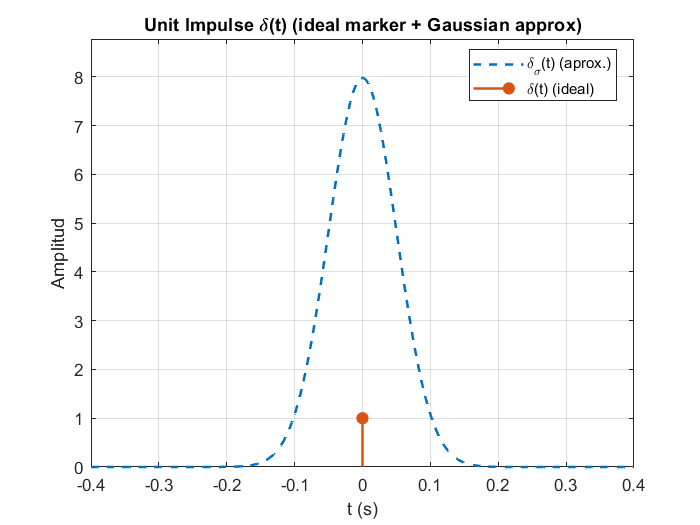 Unit Impulse δ(t) (ideal marker + Gaussian approx)
δσ(t) (aprox.)
δ(t) (ideal)
Amplitud
8
7
6
5
4
3
2
1
0
-0.4 -0.3 -0.2 -0.1 0 0.1 0.2 0.3 0.4
t (s)